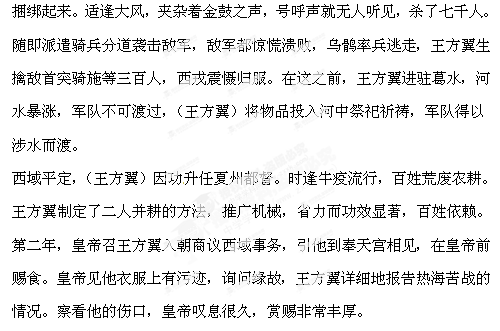 捆绑起来。适逢大风，夹杂着金鼓之声，号呼声就无人听见，杀了七千人。
随即派遣骑兵分道袭击敌军，敌军都惊慌溃败，乌鹘率兵逃走，王方翼生
擒敌首突骑施等三百人，西戎震慑归服。在这之前，王方翼进驻葛水，河
水暴涨，军队不可渡过，（王方翼）将物品投入河中祭祀祈祷，军队得以
涉水而渡。
西域平定，（王方翼）因功升任夏州都督。时逢牛疫流行，百姓荒废农耕。
王方翼制定了二人并耕的方法，推广机械，省力而功效显著，百姓依赖。
第二年，皇帝召王方翼入朝商议西域事务，引他到奉天宫相见，在皇帝前
赐食。皇帝见他衣服上有污迹，询问缘故，王方翼详细地报告热海苦战的
情况。察看他的伤口，皇帝叹息很久，赏赐非常丰厚。